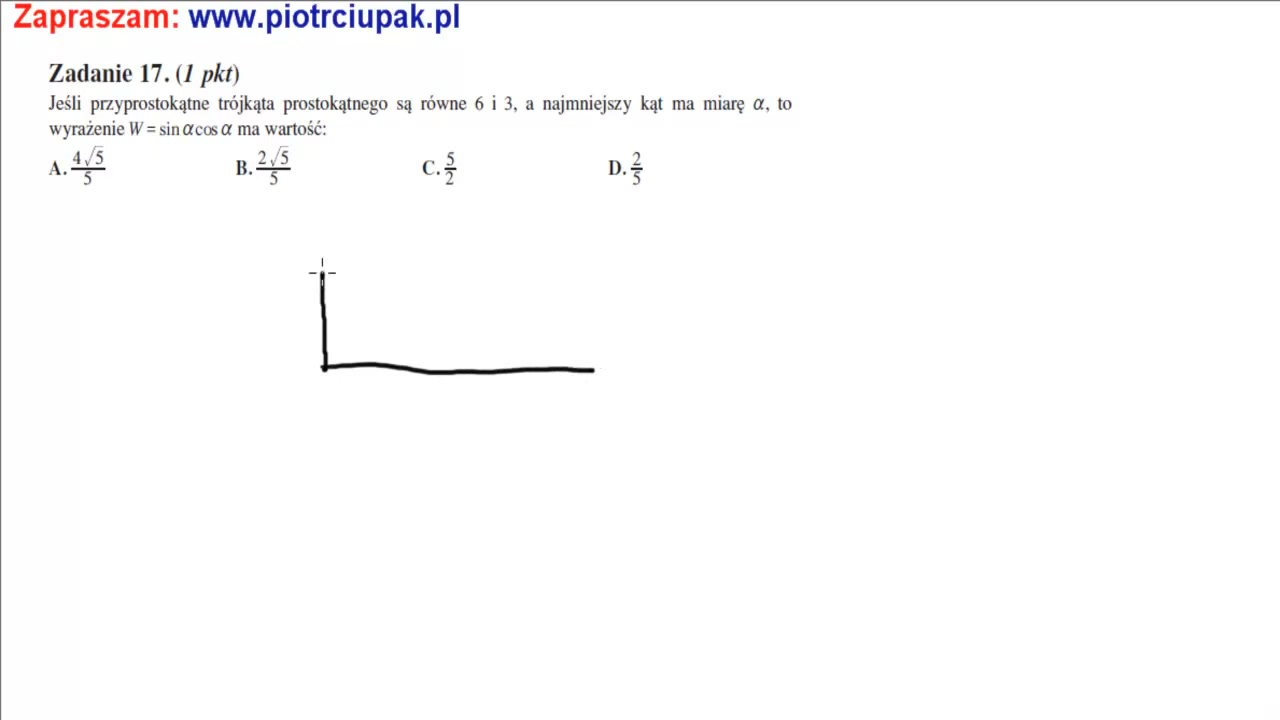 Zapraszam: www.piotrciupak.pl
Zadanie 17. (1 pkt)
Jeśli przyprostokątne trójkąta prostokątnego są równe 6 i 3, a najmniejszy kąt ma miarę α, to
wyrażenie W = sin α cos α ma wartość:
A. 4√5/5 B. 2√5/5 C. 5/2 D. 2/5